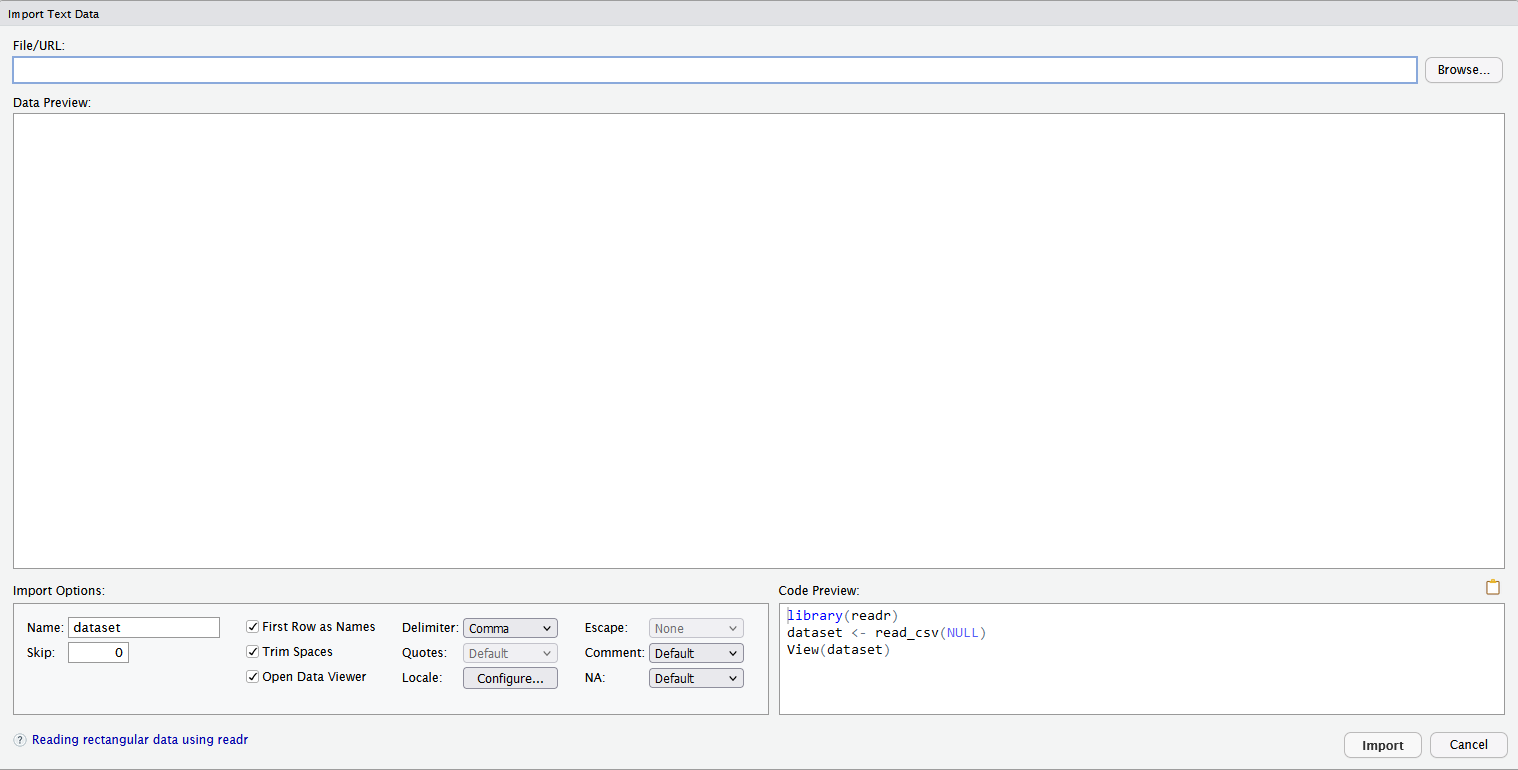 Import Text Data
File/URL:
Browse...
Data Preview:
Import Options:
Code Preview:
Name: dataset
First Row as Names
Delimiter: Comma
Escape: None
Skip: 0
Trim Spaces
Quotes: Default
Comment: Default
Open Data Viewer
Locale: Configure...
NA: Default
library(readr)
dataset <- read_csv(NULL)
View(dataset)
? Reading rectangular data using readr
Import
Cancel